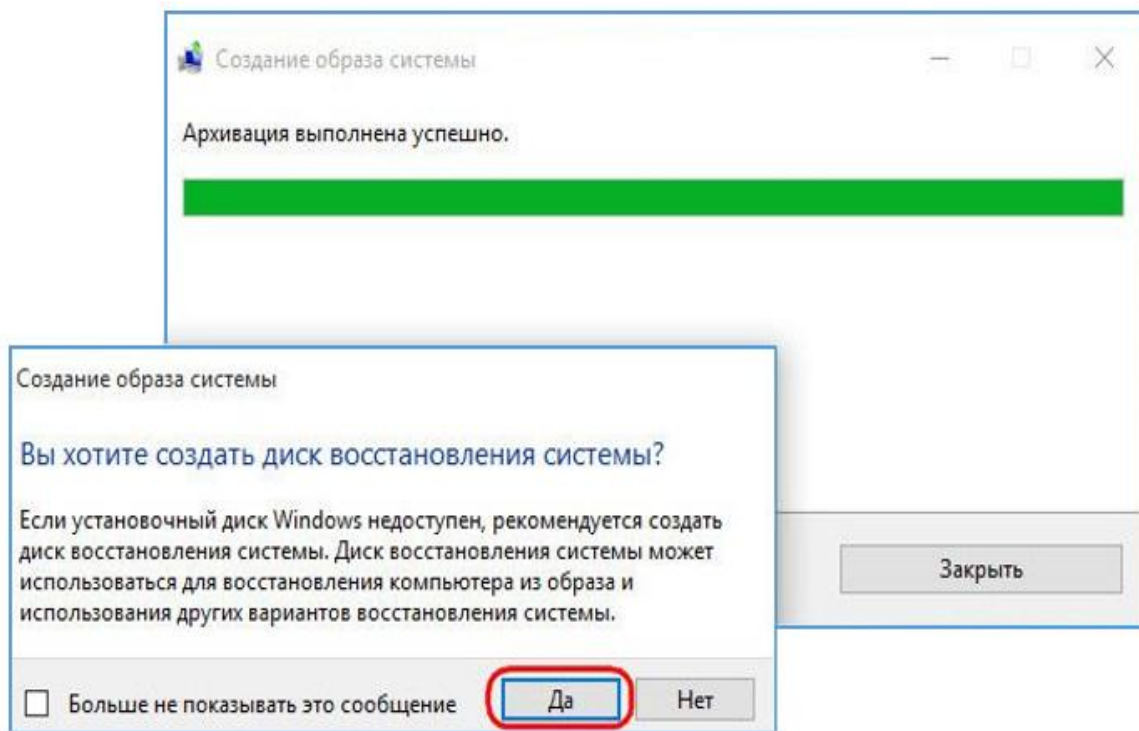 Создание образа системы
Архивация выполнена успешно.
Закрыть
Создание образа системы
Вы хотите создать диск восстановления системы?
Если установочный диск Windows недоступен, рекомендуется создать
диск восстановления системы. Диск восстановления системы может
использоваться для восстановления компьютера из образа и
использования других вариантов восстановления системы.
Больше не показывать это сообщение
Да
Нет